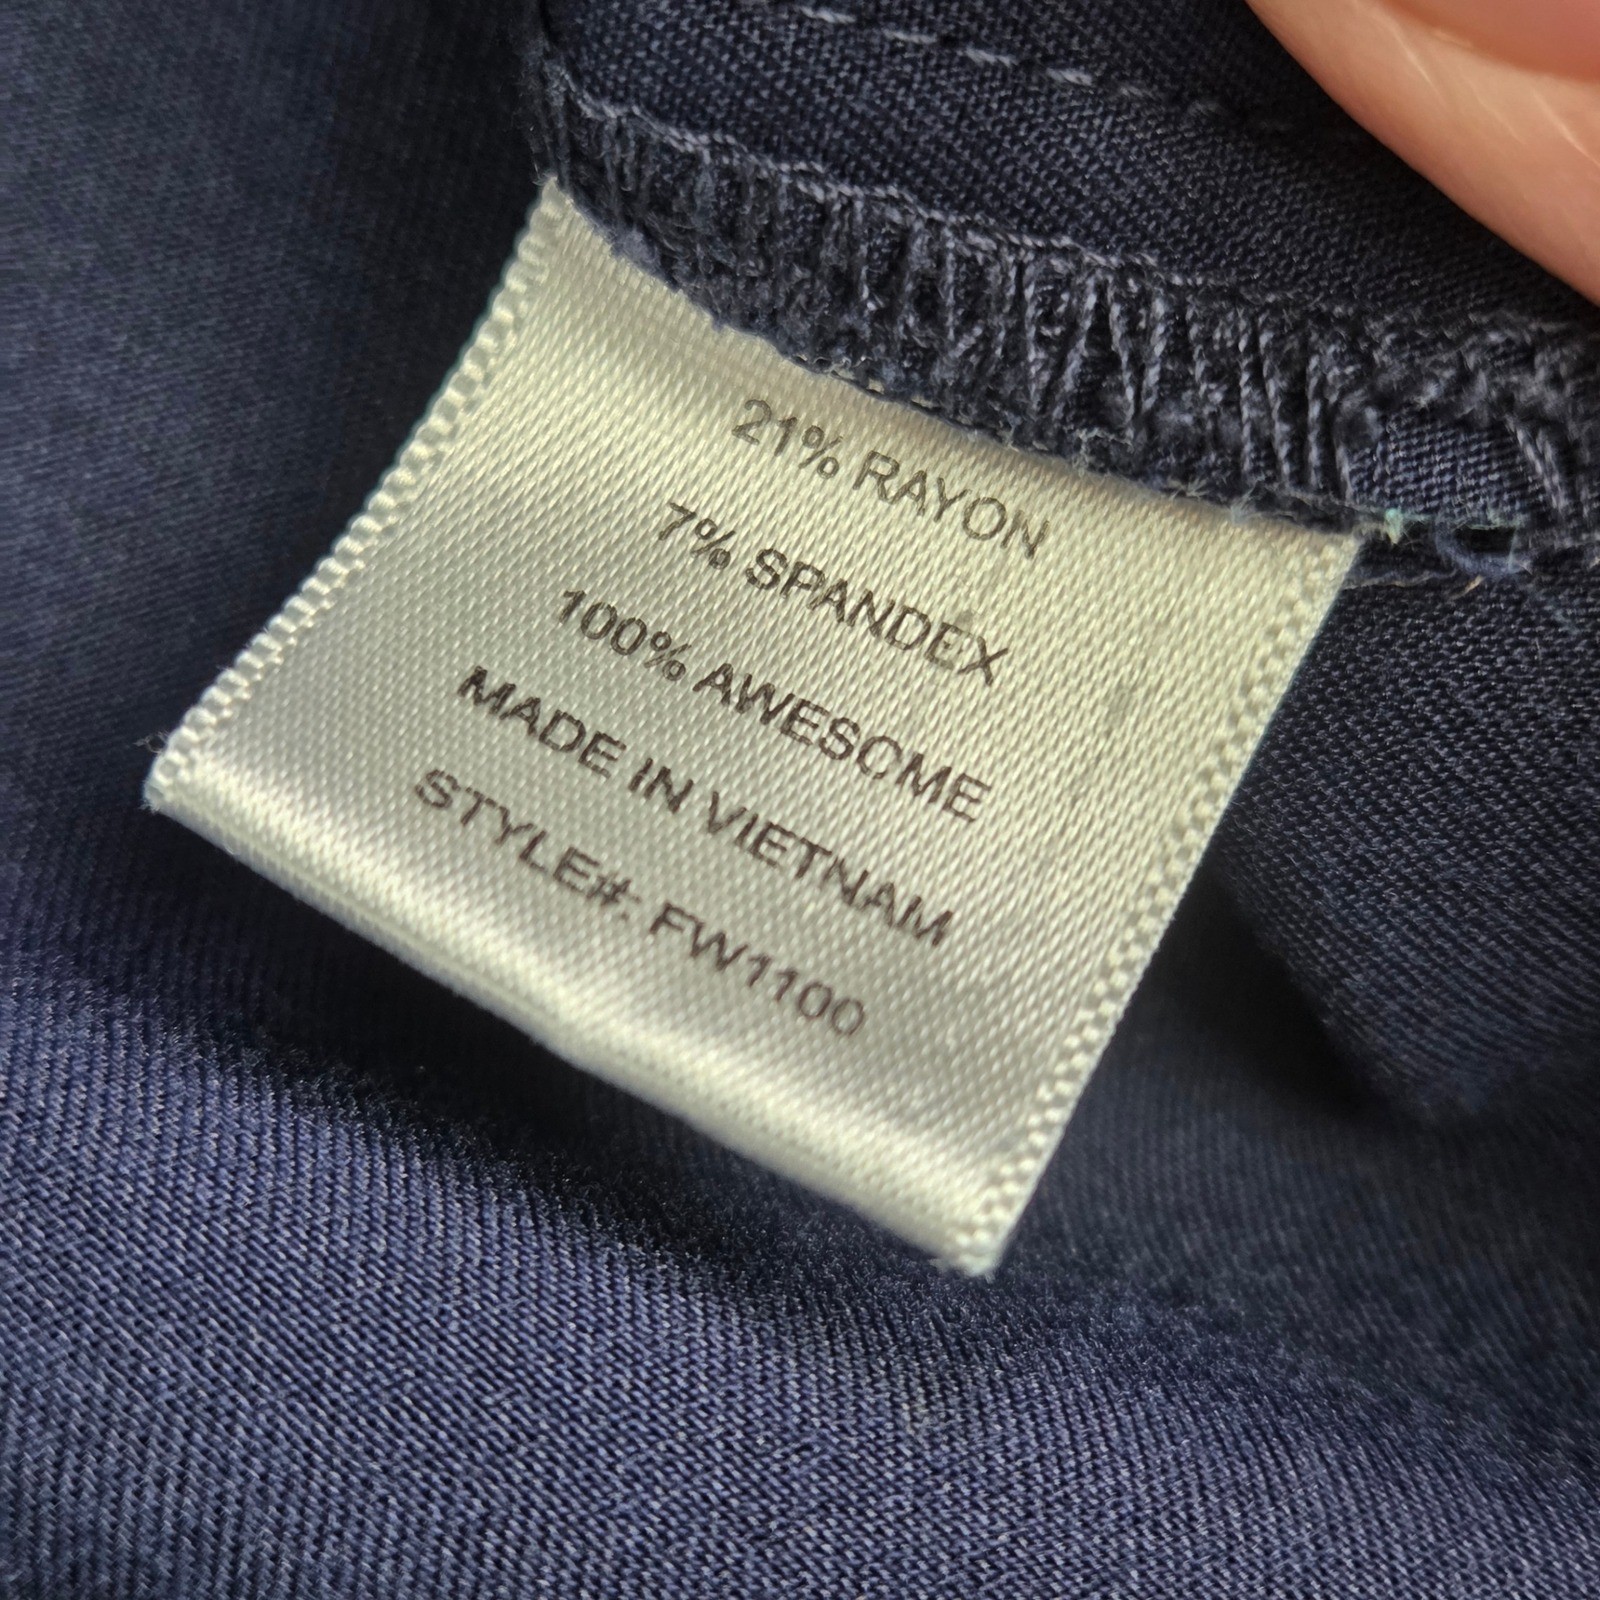 21% RAYON
7% SPANDEX
100% AWESOME
MADE IN VIETNAM
STYLE#: FW1100